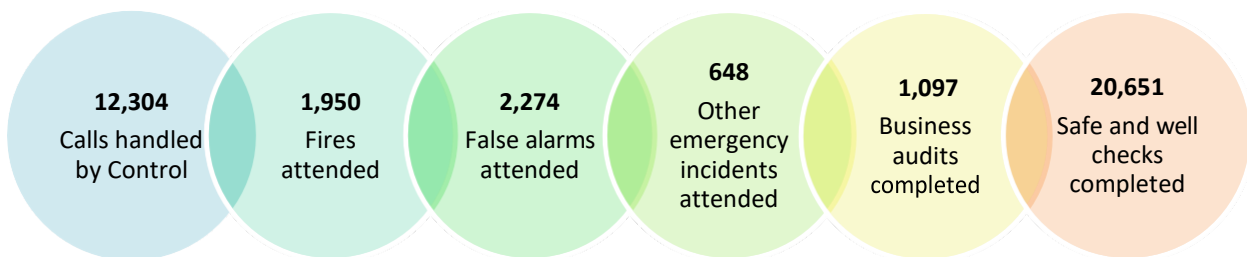 12,304
Calls handled
by Control
1,950
Fires
attended
2,274
False alarms
attended
648
Other
emergency
incidents
attended
1,097
Business
audits
completed
20,651
Safe and well
checks
completed